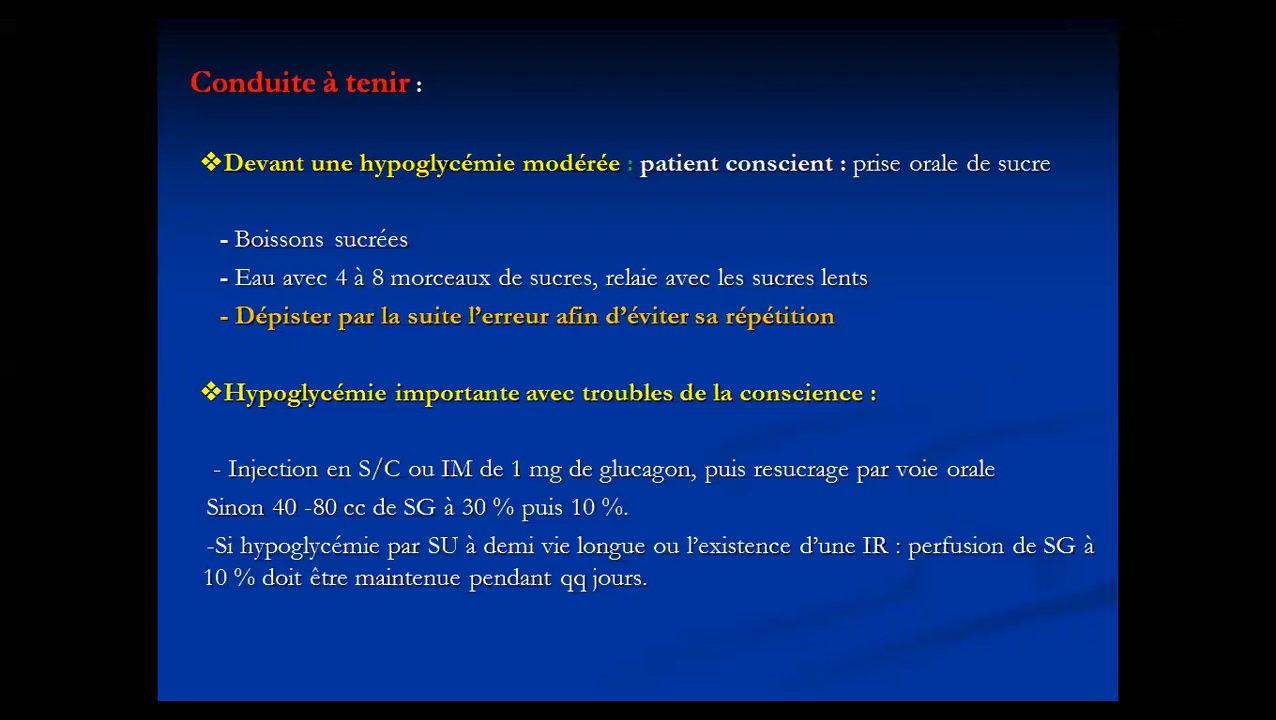 Conduite à tenir :
❖Devant une hypoglycémie modérée : patient conscient : prise orale de sucre
- Boissons sucrées
- Eau avec 4 à 8 morceaux de sucres, relaie avec les sucres lents
- Dépister par la suite l'erreur afin d'éviter sa répétition
❖Hypoglycémie importante avec troubles de la conscience :
- Injection en S/C ou IM de 1 mg de glucagon, puis resucrage par voie orale
Sinon 40 -80 cc de SG à 30 % puis 10 %.
-Si hypoglycémie par SU à demi vie longue ou l'existence d'une IR : perfusion de SG à
10 % doit être maintenue pendant qq jours.